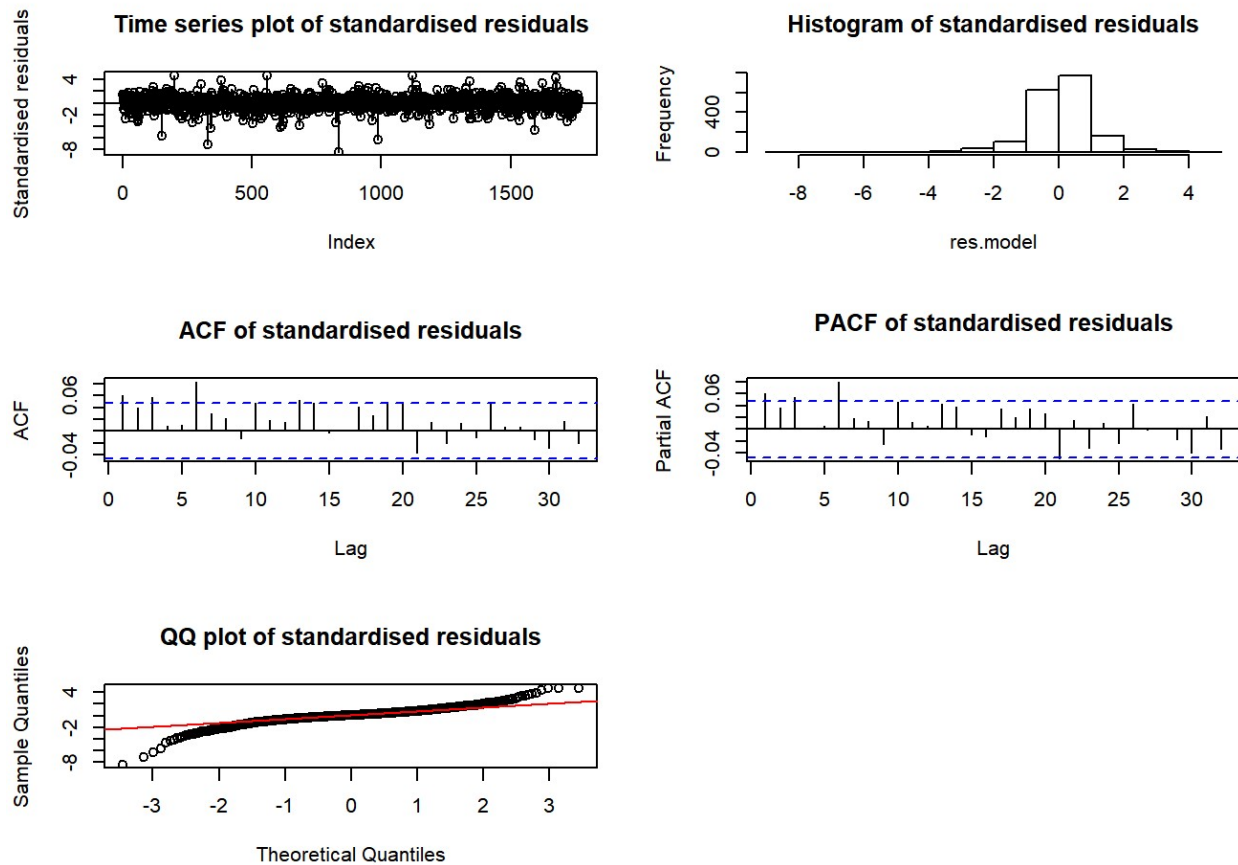 Time series plot of standardised residuals
Standardised residuals
4
-2
-8
0 500 1000 1500
Index
Histogram of standardised residuals
Frequency
400
0
-8 -6 -4 -2 0 2 4
res.model
ACF of standardised residuals
ACF
0.06
-0.04
0 5 10 15 20 25 30
Lag
PACF of standardised residuals
Partial ACF
0.06
-0.04
0 5 10 15 20 25 30
Lag
QQ plot of standardised residuals
Sample Quantiles
4
-2
-8
-3 -2 -1 0 1 2 3
Theoretical Quantiles